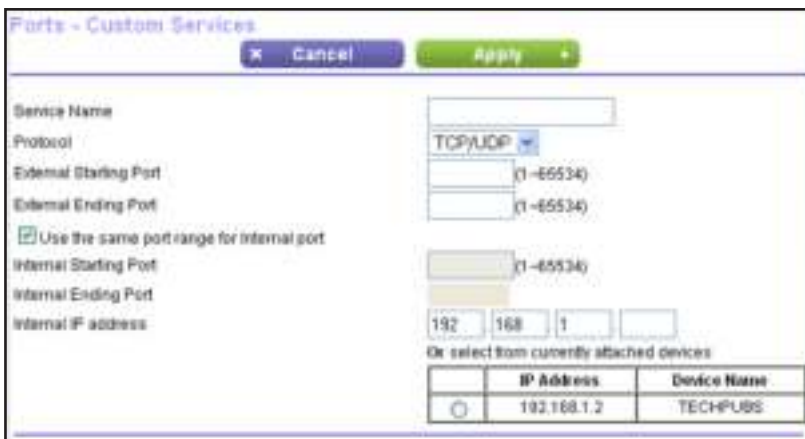 Ports - Custom Services
× Cancel
Apply
Service Name
Protocol
TCP/UDP
External Starting Port
(1~65534)
External Ending Port
(1~65534)
Use the same port range for Internal port
Internal Starting Port
(1~65534)
Internal Ending Port
Internal IP address
192 168 1
Or select from currently attached devices
IP Address Device Name
192.168.1.2 TECHPUBS